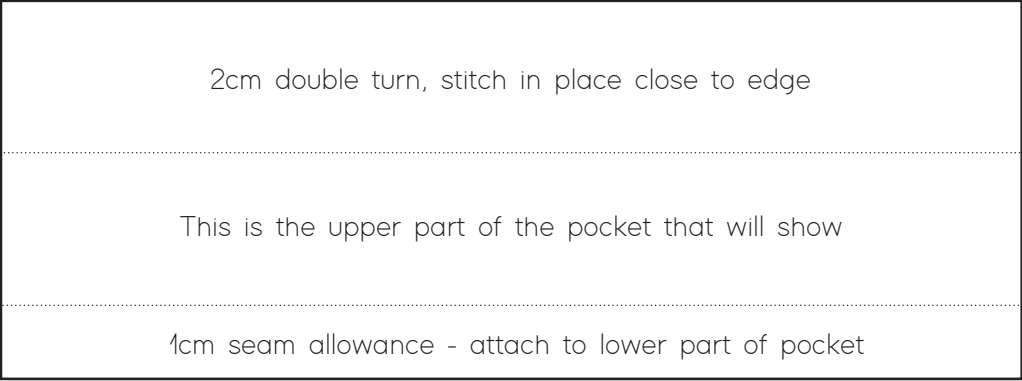 2cm double turn, stitch in place close to edge
This is the upper part of the pocket that will show
1cm seam allowance - attach to lower part of pocket